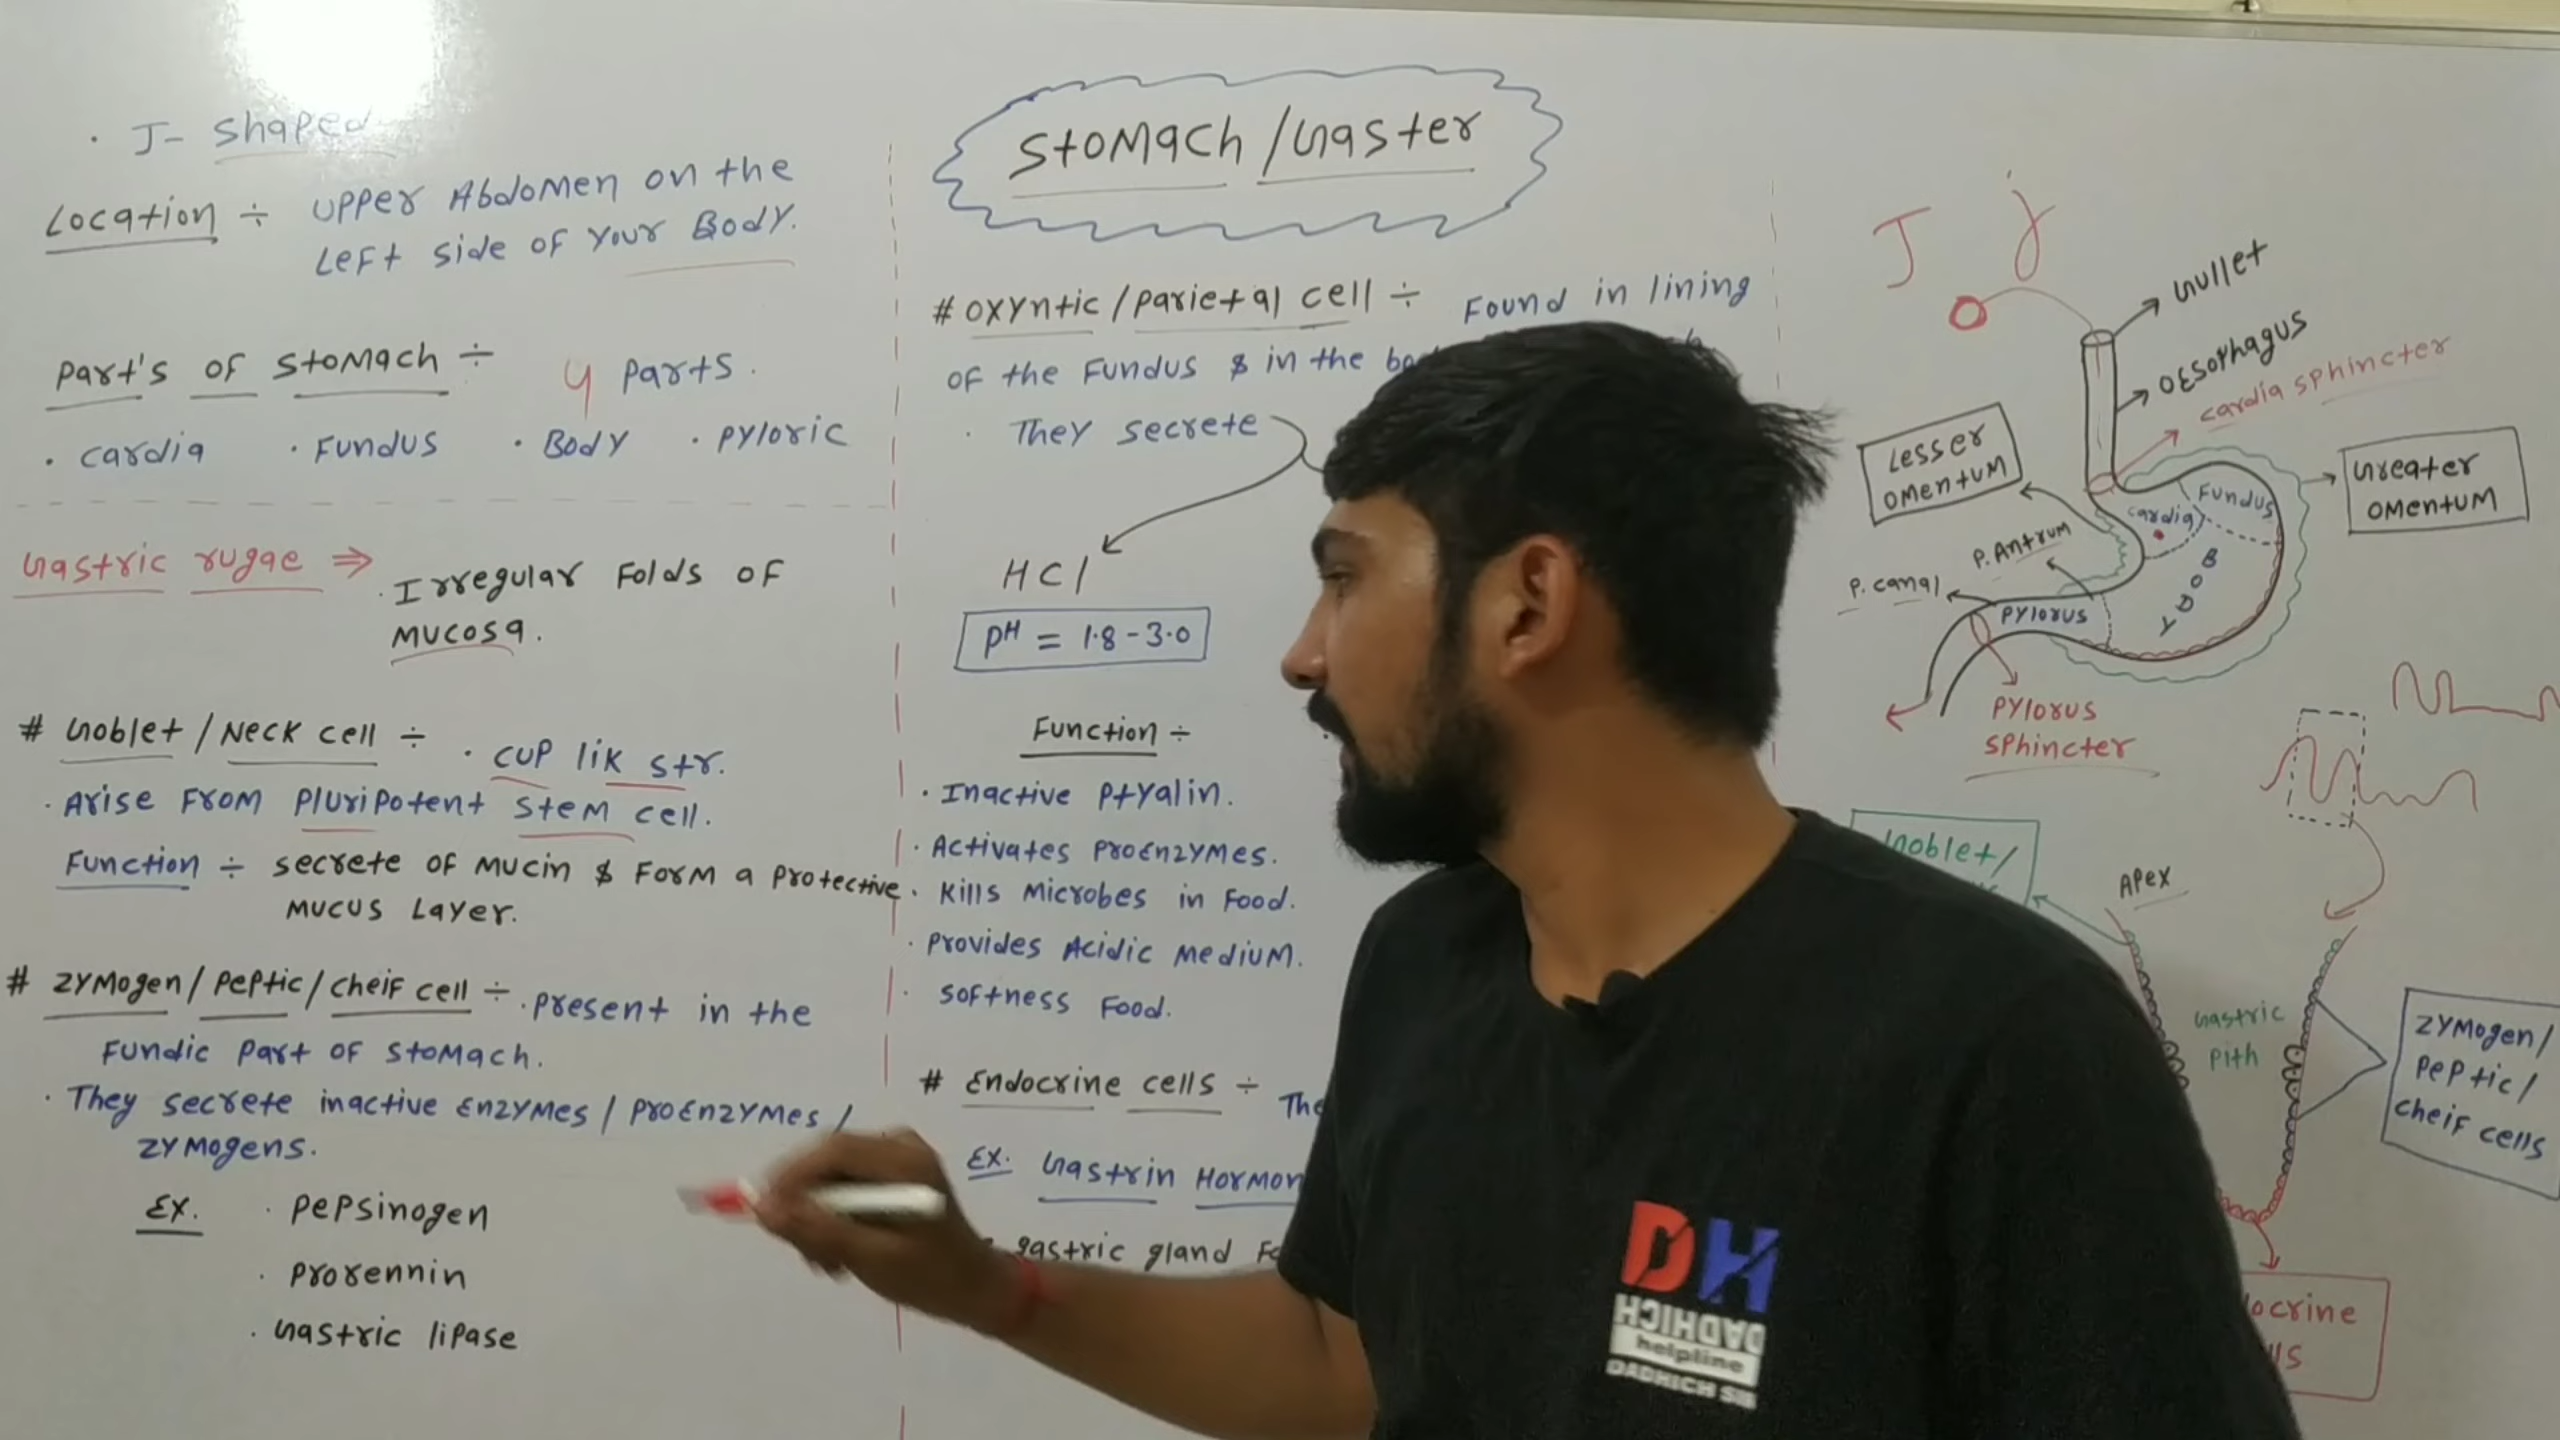 · J- shaped
Location ÷ Upper Abdomen on the
Left side of your Body.
Part's of Stomach ÷ 4 Parts.
· Cardia · Fundus · Body · Pyloric
Gastric rugae ⇒ · Irregular Folds of
Mucosa.
# Goblet / Neck cell ÷ · cup lik str.
· Arise From Pluripotent Stem cell.
Function ÷ secrete of Mucin & Form a Protective
Mucus Layer.
# Zymogen / Peptic / Cheif cell ÷ · Present in the
Fundic Part of Stomach.
· They secrete inactive Enzymes / ProEnzymes /
Zymogens.
Ex. · Pepsinogen
· Prorennin
· Gastric lipase
Stomach / Gaster
# Oxyntic / Parietal cell ÷ Found in lining
of the Fundus & in the
· They secrete
HCl
PH = 1.8 - 3.0
Function ÷
· Inactive Ptyalin.
· Activates ProEnzymes.
· Kills Microbes in Food.
· Provides Acidic Medium.
· Softness Food.
# Endocrine cells ÷
Ex. Gastrin Hormon
gastric gland
J j
Gullet
Oesophagus
cardia sphincter
Lesser
Omentum
Greater
Omentum
Fundus
cardia
BODY
P. Antrum
P. canal
Pylorus
Pylorus
Sphincter
Goblet/
Apex
Gastric
Pith
Zymogen/
Peptic/
Cheif cells
ocrine
lls
DH
DADHICH
helpline
DADHICH SIR